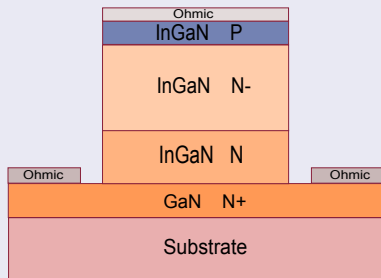 Ohmic
InGaN P
InGaN N-
InGaN N
Ohmic Ohmic
GaN N+
Substrate